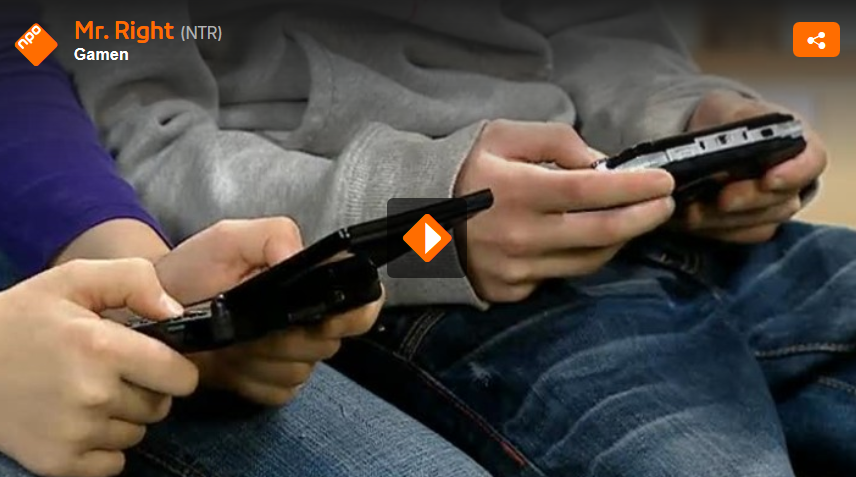 npo
Mr. Right (NTR)
Gamen